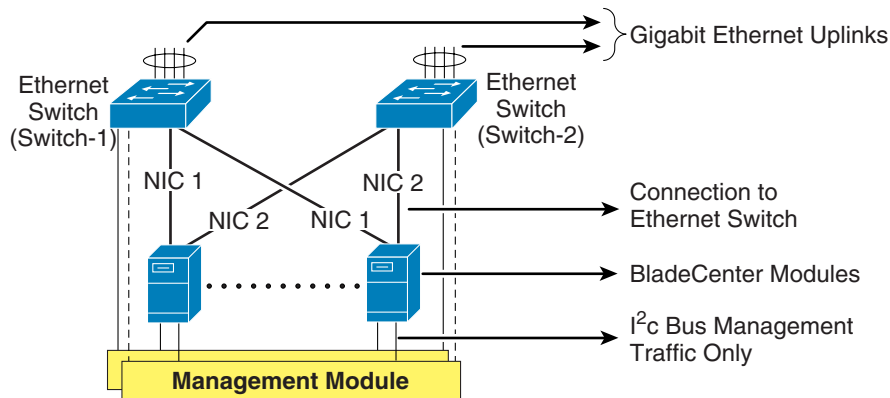 Gigabit Ethernet Uplinks
Ethernet
Switch
(Switch-1)
Ethernet
Switch
(Switch-2)
NIC 1
NIC 2
NIC 2
NIC 1
Connection to
Ethernet Switch
BladeCenter Modules
I²c Bus Management
Traffic Only
Management Module